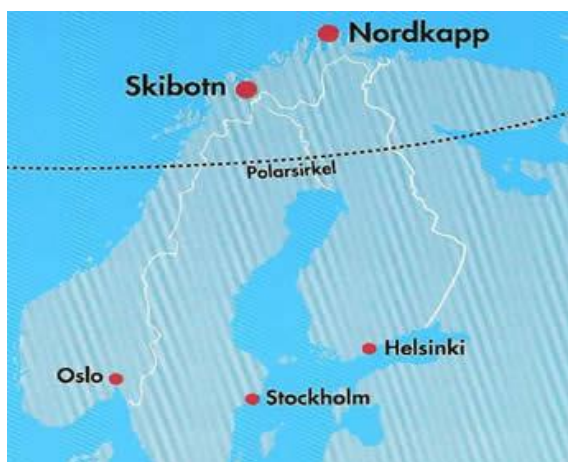 Nordkapp
Skibotn
Polarsirkel
Helsinki
Oslo
Stockholm